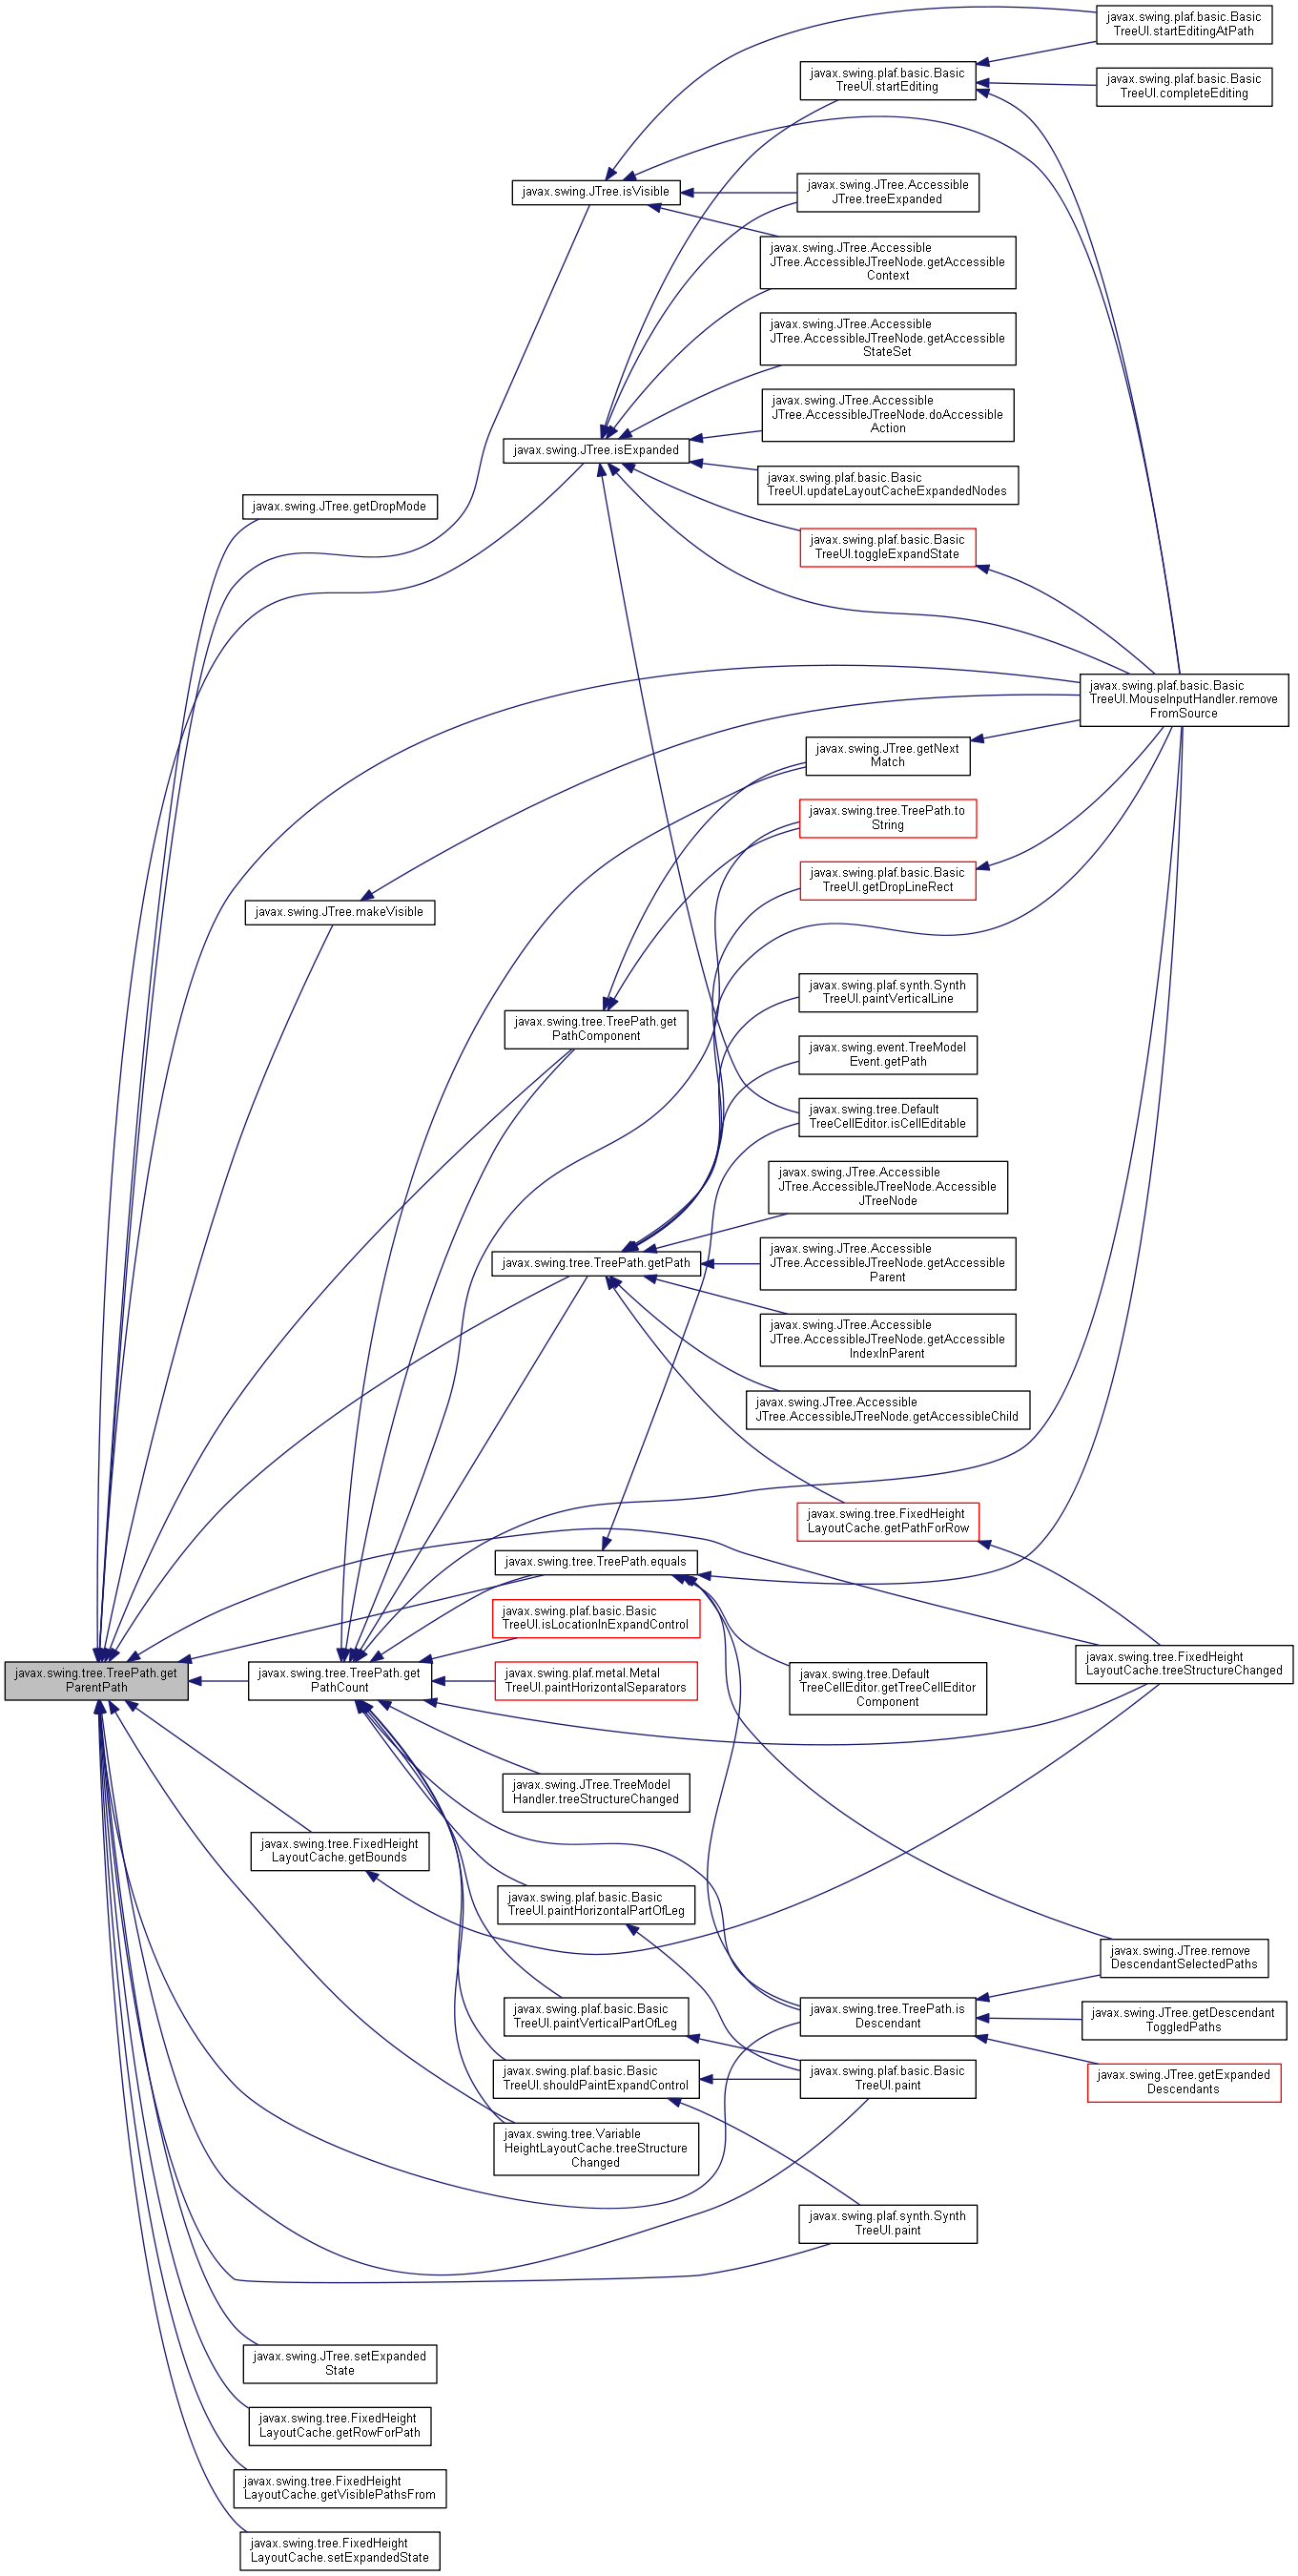 javax.swing.plaf.basic.Basic
TreeUI.startEditingAtPath
javax.swing.plaf.basic.Basic
TreeUI.startEditing
javax.swing.plaf.basic.Basic
TreeUI.completeEditing
javax.swing.JTree.isVisible
javax.swing.JTree.Accessible
JTree.treeExpanded
javax.swing.JTree.Accessible
JTree.AccessibleJTreeNode.getAccessible
Context
javax.swing.JTree.Accessible
JTree.AccessibleJTreeNode.getAccessible
StateSet
javax.swing.JTree.Accessible
JTree.AccessibleJTreeNode.doAccessible
Action
javax.swing.JTree.isExpanded
javax.swing.plaf.basic.Basic
TreeUI.updateLayoutCacheExpandedNodes
javax.swing.JTree.getDropMode
javax.swing.plaf.basic.Basic
TreeUI.toggleExpandState
javax.swing.plaf.basic.Basic
TreeUI.MouseInputHandler.remove
FromSource
javax.swing.JTree.getNext
Match
javax.swing.tree.TreePath.to
String
javax.swing.plaf.basic.Basic
TreeUI.getDropLineRect
javax.swing.JTree.makeVisible
javax.swing.plaf.synth.Synth
TreeUI.paintVerticalLine
javax.swing.tree.TreePath.get
PathComponent
javax.swing.event.TreeModel
Event.getPath
javax.swing.tree.Default
TreeCellEditor.isCellEditable
javax.swing.JTree.Accessible
JTree.AccessibleJTreeNode.Accessible
JTreeNode
javax.swing.tree.TreePath.getPath
javax.swing.JTree.Accessible
JTree.AccessibleJTreeNode.getAccessible
Parent
javax.swing.JTree.Accessible
JTree.AccessibleJTreeNode.getAccessible
IndexInParent
javax.swing.JTree.Accessible
JTree.AccessibleJTreeNode.getAccessibleChild
javax.swing.tree.FixedHeight
LayoutCache.getPathForRow
javax.swing.tree.TreePath.equals
javax.swing.plaf.basic.Basic
TreeUI.isLocationInExpandControl
javax.swing.tree.TreePath.get
ParentPath
javax.swing.tree.TreePath.get
PathCount
javax.swing.plaf.metal.Metal
TreeUI.paintHorizontalSeparators
javax.swing.tree.Default
TreeCellEditor.getTreeCellEditor
Component
javax.swing.tree.FixedHeight
LayoutCache.treeStructureChanged
javax.swing.JTree.TreeModel
Handler.treeStructureChanged
javax.swing.tree.FixedHeight
LayoutCache.getBounds
javax.swing.plaf.basic.Basic
TreeUI.paintHorizontalPartOfLeg
javax.swing.JTree.remove
DescendantSelectedPaths
javax.swing.plaf.basic.Basic
TreeUI.paintVerticalPartOfLeg
javax.swing.tree.TreePath.is
Descendant
javax.swing.JTree.getDescendant
ToggledPaths
javax.swing.plaf.basic.Basic
TreeUI.shouldPaintExpandControl
javax.swing.plaf.basic.Basic
TreeUI.paint
javax.swing.JTree.getExpanded
Descendants
javax.swing.tree.Variable
HeightLayoutCache.treeStructure
Changed
javax.swing.plaf.synth.Synth
TreeUI.paint
javax.swing.JTree.setExpanded
State
javax.swing.tree.FixedHeight
LayoutCache.getRowForPath
javax.swing.tree.FixedHeight
LayoutCache.getVisiblePathsFrom
javax.swing.tree.FixedHeight
LayoutCache.setExpandedState